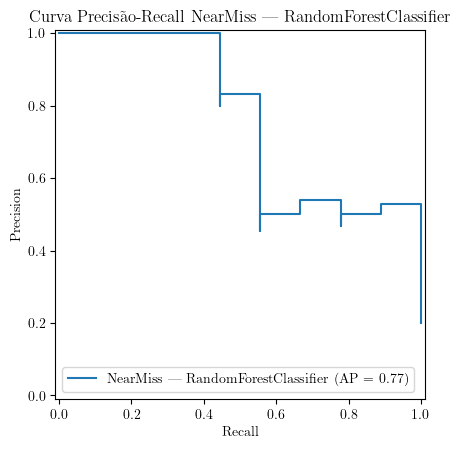 Curva Precisão-Recall NearMiss — RandomForestClassifier
1.0
0.8
0.6
0.4
0.2
0.0
Precision
NearMiss — RandomForestClassifier (AP = 0.77)
0.0 0.2 0.4 0.6 0.8 1.0
Recall